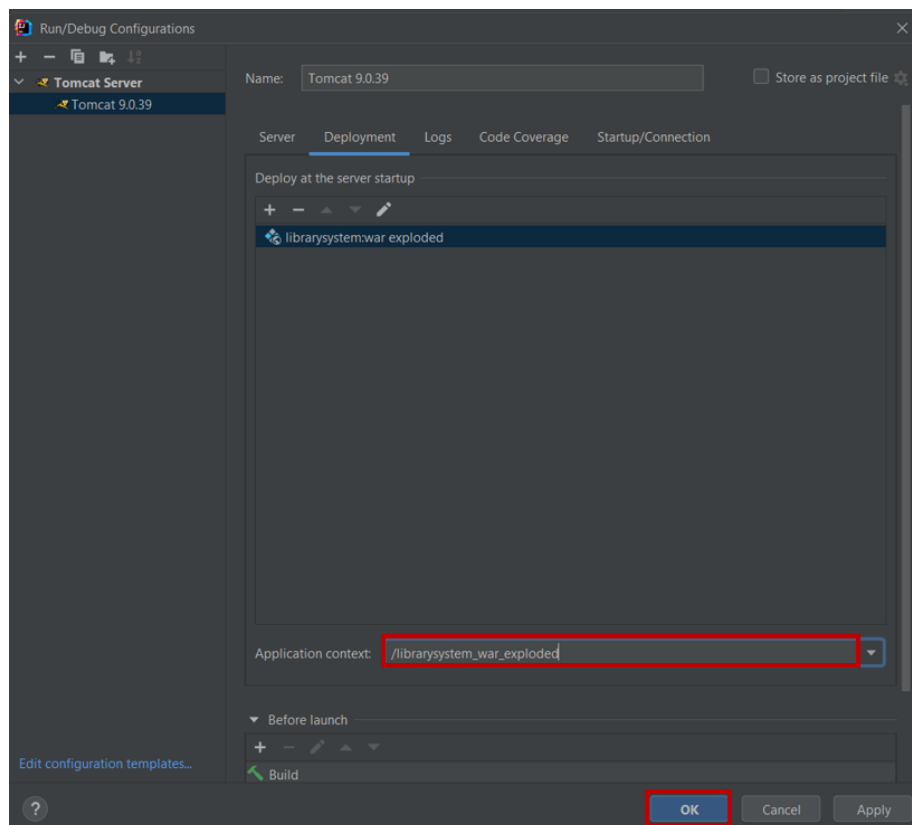 Run/Debug Configurations
Tomcat Server
Tomcat 9.0.39
Name: Tomcat 9.0.39 Store as project file
Server Deployment Logs Code Coverage Startup/Connection
Deploy at the server startup
librarysystem:war exploded
Application context: /librarysystem_war_exploded
Before launch
Build
Edit configuration templates...
? OK Cancel Apply